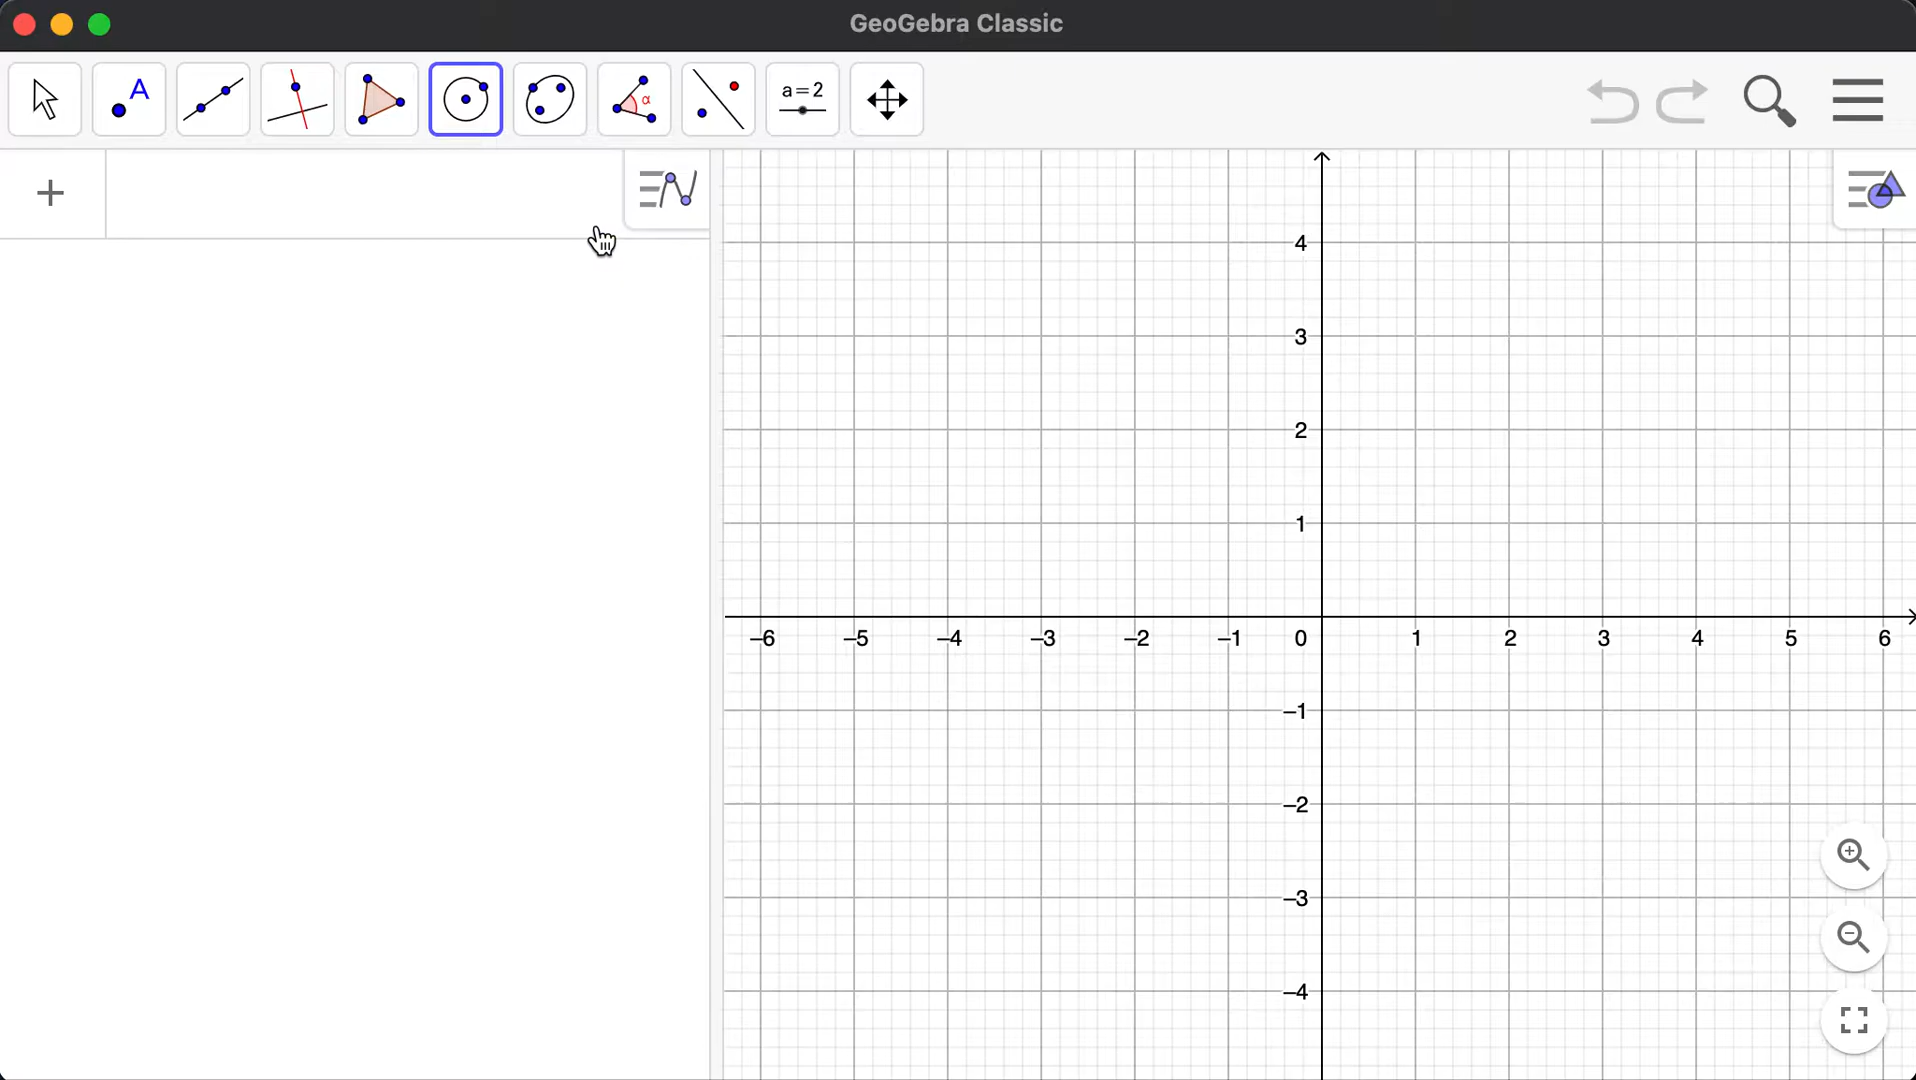 GeoGebra Classic
A
α
a=2
4
3
2
1
–6 –5 –4 –3 –2 –1 0 1 2 3 4 5 6
–1
–2
–3
–4